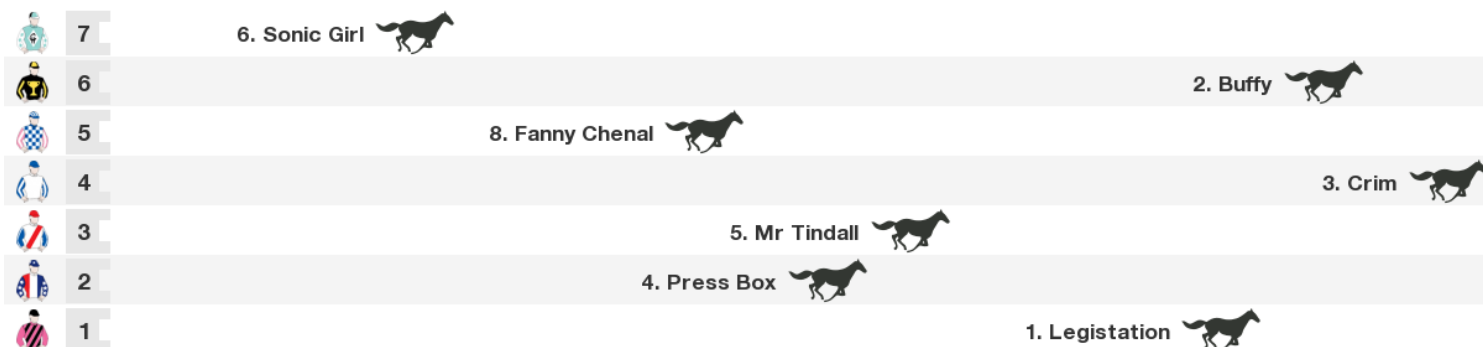 7 6. Sonic Girl
6 2. Buffy
5 8. Fanny Chenal
4 3. Crim
3 5. Mr Tindall
2 4. Press Box
1 1. Legistation